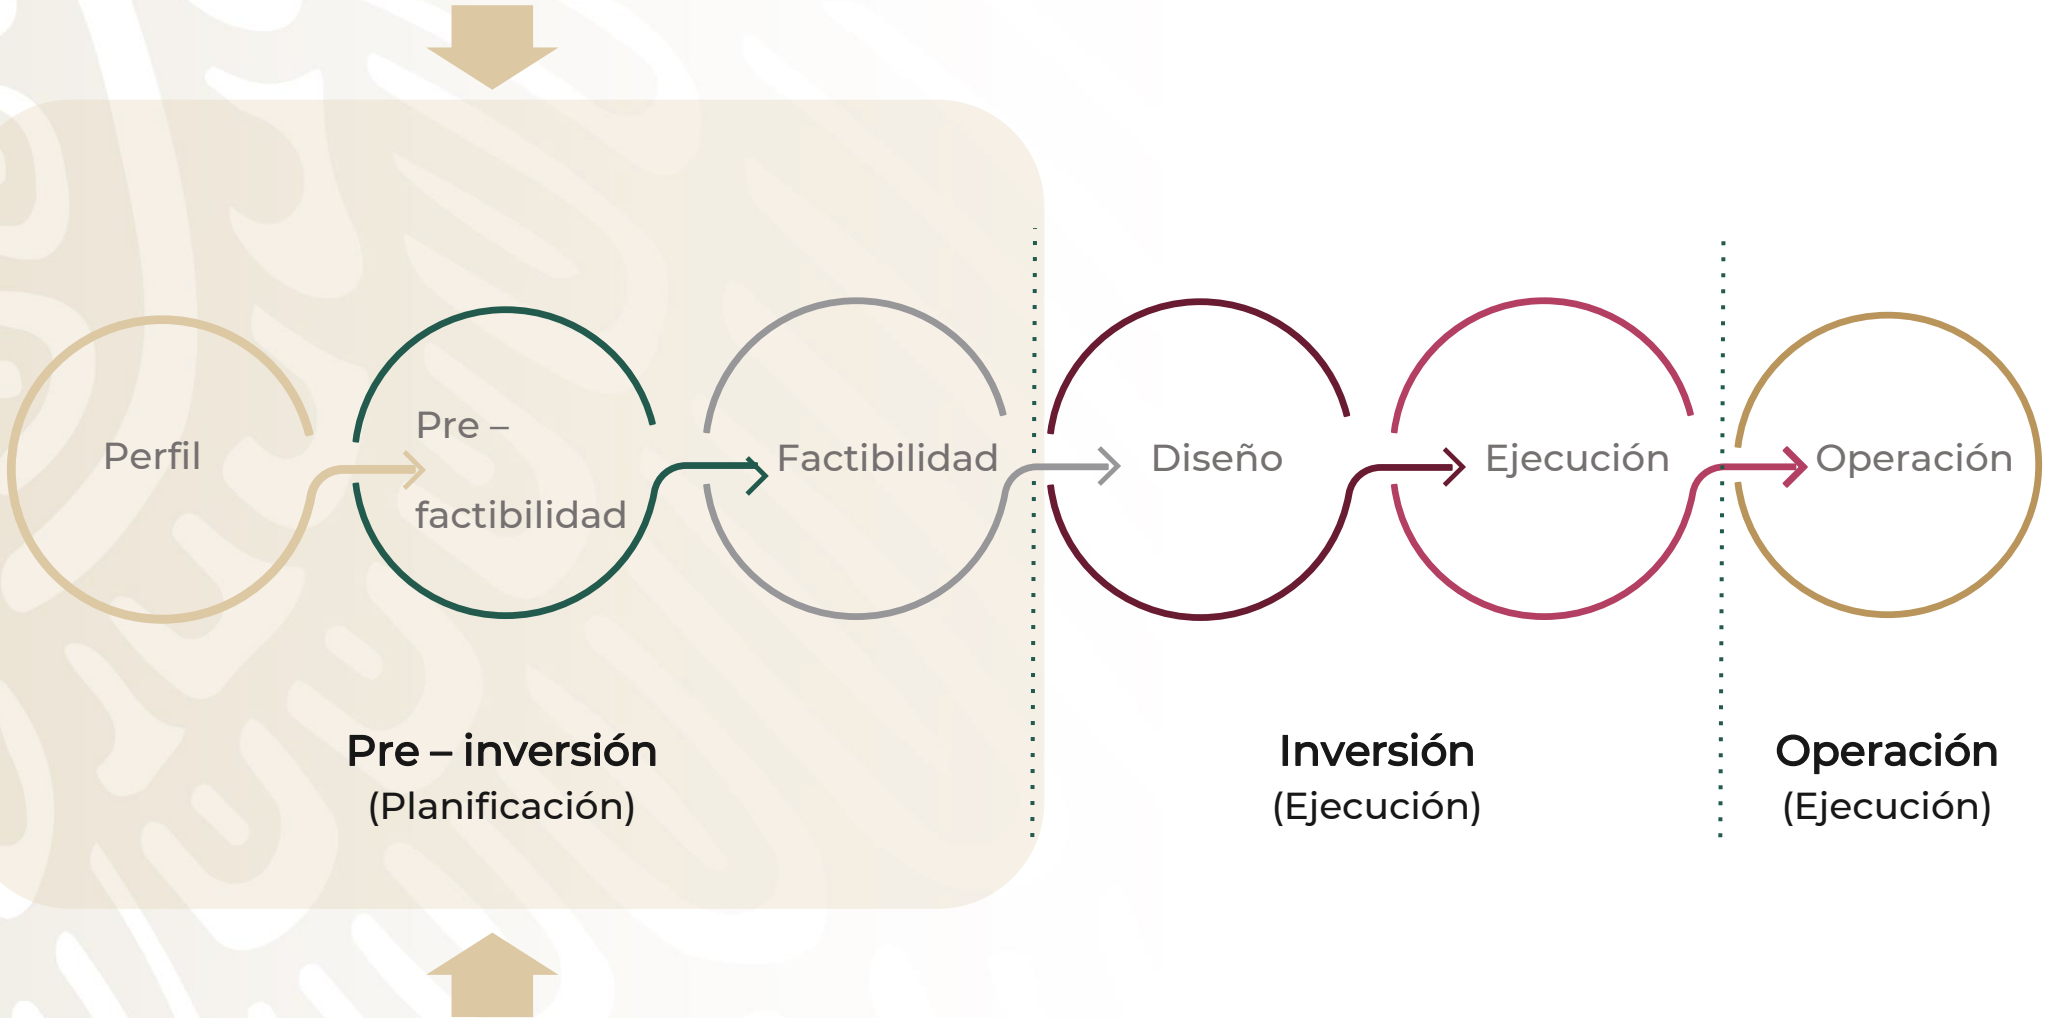 Perfil
Pre –
factibilidad
Factibilidad
Diseño
Ejecución
Operación
Pre – inversión
(Planificación)
Inversión
(Ejecución)
Operación
(Ejecución)